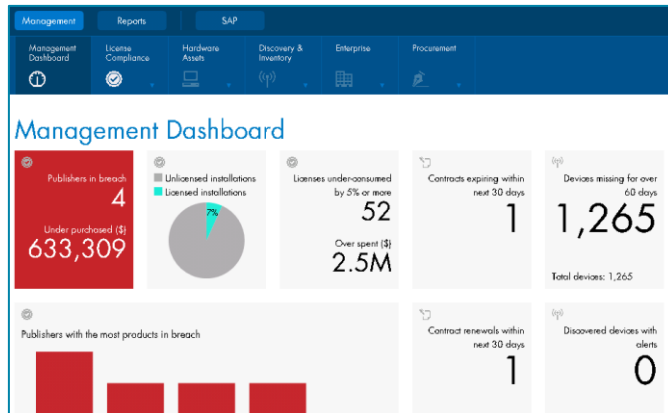 Management
Reports
SAP
Management
Dashboard
License
Compliance
Hardware
Assets
Discovery &
Inventory
Enterprise
Procurement
Management Dashboard
Publishers in breach
4
Under purchased ($)
633,309
Unlicensed installations
Licensed installations
7%
Licenses under-consumed
by 5% or more
52
Over spent ($)
2.5M
Contracts expiring within
next 30 days
1
Devices missing for over
60 days
1,265
Total devices: 1,265
Publishers with the most products in breach
Contract renewals within
next 30 days
1
Discovered devices with
alerts
0